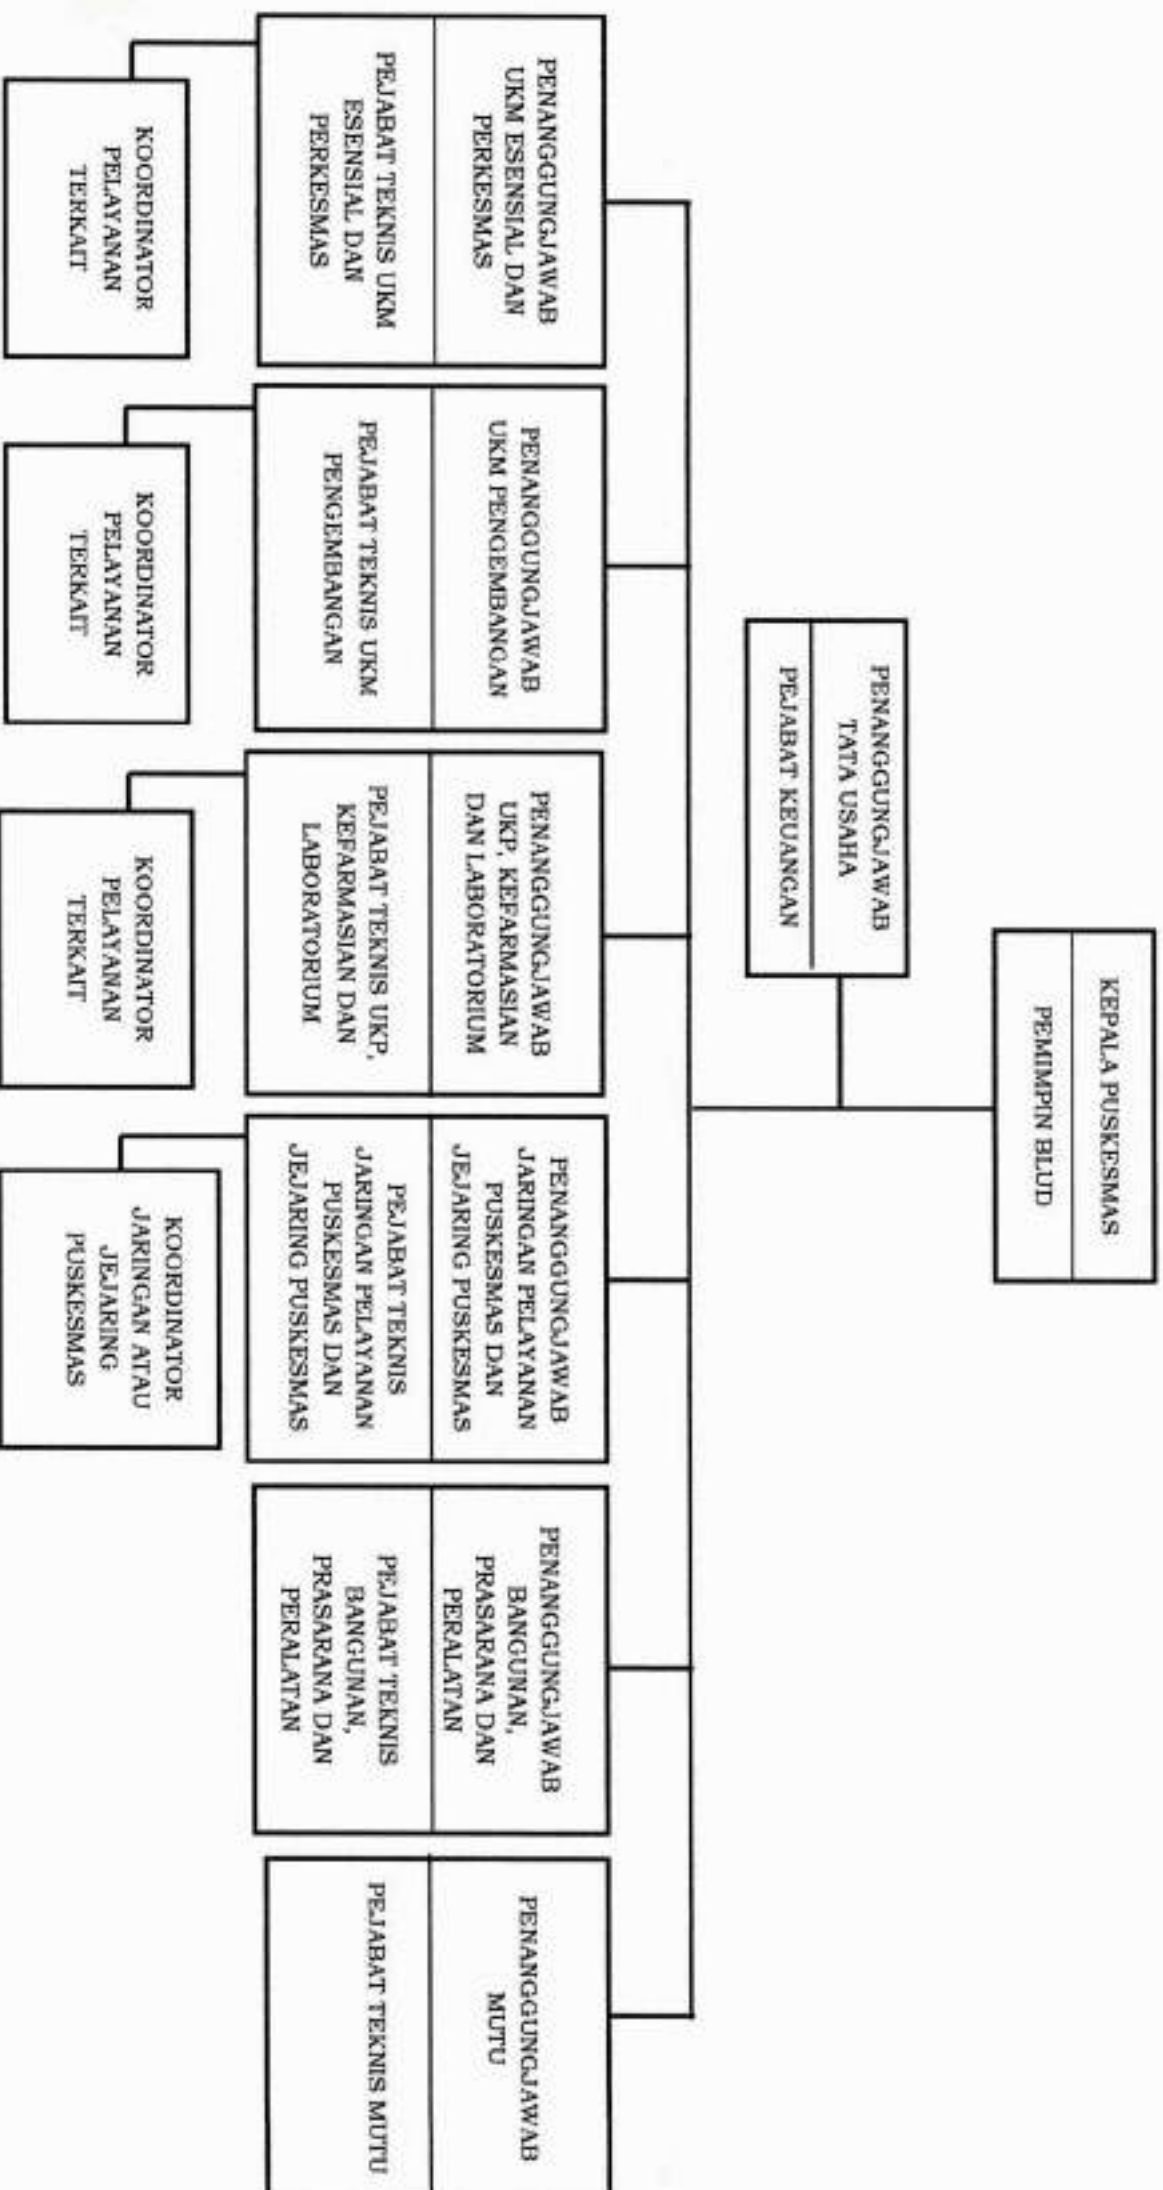 KEPALA PUSKESMAS
PEMIMPIN BLUD
PENANGGUNGJAWAB
TATA USAHA
PEJABAT KEUANGAN
PENANGGUNGJAWAB
UKM ESENSIAL DAN
PERKESMAS
PEJABAT TEKNIS UKM
ESENSIAL DAN
PERKESMAS
KOORDINATOR
PELAYANAN
TERKAIT
PENANGGUNGJAWAB
UKM PENGEMBANGAN
PEJABAT TEKNIS UKM
PENGEMBANGAN
KOORDINATOR
PELAYANAN
TERKAIT
PENANGGUNGJAWAB
UKP, KEFARMASIAN
DAN LABORATORIUM
PEJABAT TEKNIS UKP,
KEFARMASIAN DAN
LABORATORIUM
KOORDINATOR
PELAYANAN
TERKAIT
PENANGGUNGJAWAB
JARINGAN PELAYANAN
PUSKESMAS DAN
JEJARING PUSKESMAS
PEJABAT TEKNIS
JARINGAN PELAYANAN
PUSKESMAS DAN
JEJARING PUSKESMAS
KOORDINATOR
JARINGAN ATAU
JEJARING
PUSKESMAS
PENANGGUNGJAWAB
BANGUNAN,
PRASARANA DAN
PERALATAN
PEJABAT TEKNIS
BANGUNAN,
PRASARANA DAN
PERALATAN
PENANGGUNGJAWAB
MUTU
PEJABAT TEKNIS MUTU